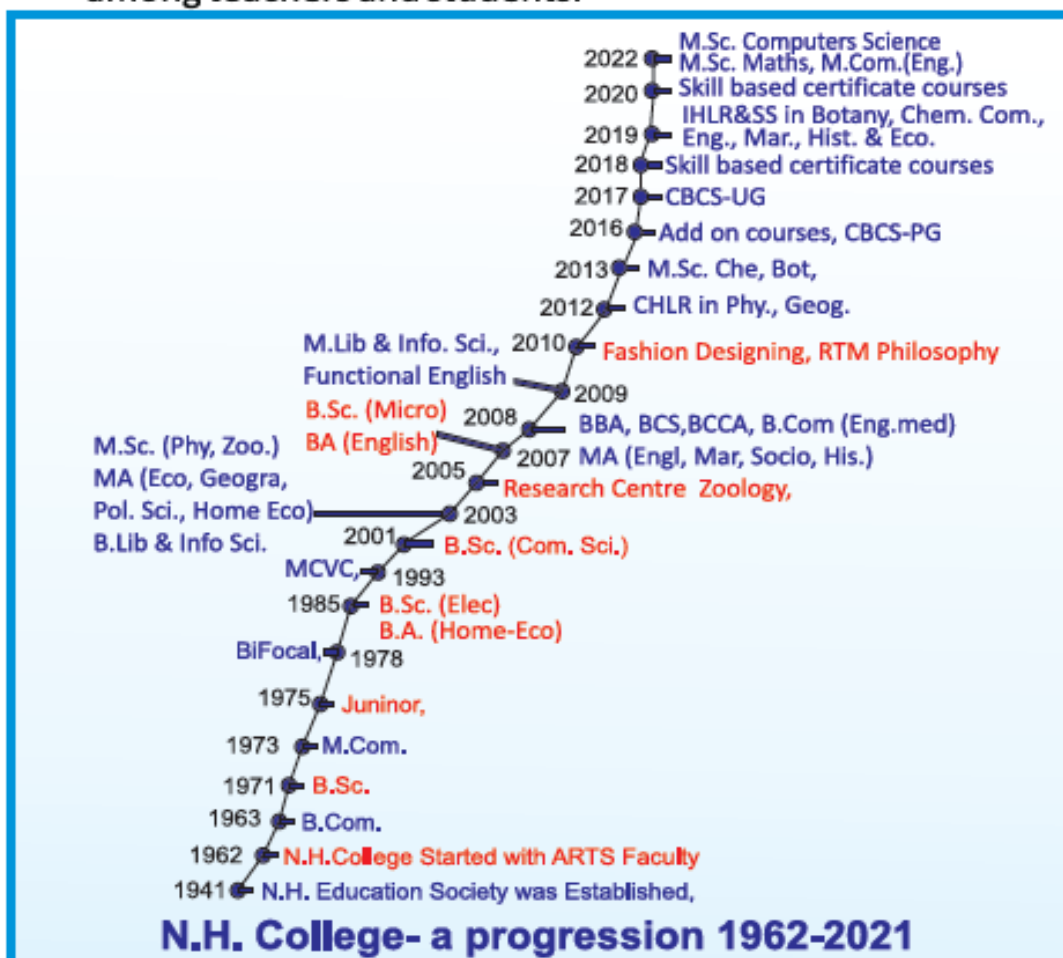 among teachers and students.
2022 M.Sc. Computers Science
M.Sc. Maths, M.Com.(Eng.)
2020 Skill based certificate courses
2019 IHLR&SS in Botany, Chem. Com.,
Eng., Mar., Hist. & Eco.
2018 Skill based certificate courses
2017 CBCS-UG
2016 Add on courses, CBCS-PG
2013 M.Sc. Che, Bot,
2012 CHLR in Phy., Geog.
2010 Fashion Designing, RTM Philosophy
M.Lib & Info. Sci.,
Functional English
2009
2008 BBA, BCS,BCCA, B.Com (Eng.med)
MA (Engl, Mar, Socio, His.)
B.Sc. (Micro)
BA (English)
2007
2005 Research Centre Zoology,
M.Sc. (Phy, Zoo.)
MA (Eco, Geogra,
Pol. Sci., Home Eco)
B.Lib & Info Sci.
2003
2001 B.Sc. (Com. Sci.)
MCVC, 1993
1985 B.Sc. (Elec)
B.A. (Home-Eco)
BiFocal, 1978
1975 Juninor,
1973 M.Com.
1971 B.Sc.
1963 B.Com.
1962 N.H.College Started with ARTS Faculty
1941 N.H. Education Society was Established,
N.H. College- a progression 1962-2021